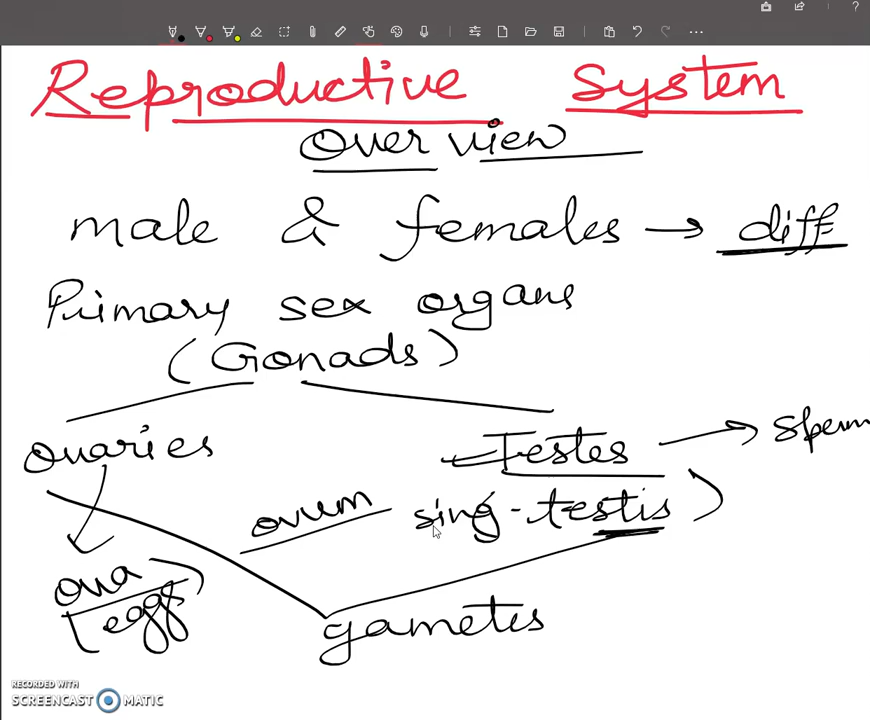 Reproductive System
Over view
male & females → diff
Primary sex organs
(Gonads)
Ovaries
Testes → Sperm
ovum
sing - testis )
ova )
(eggs
gametes
RECORDED WITH
SCREENCAST MATIC